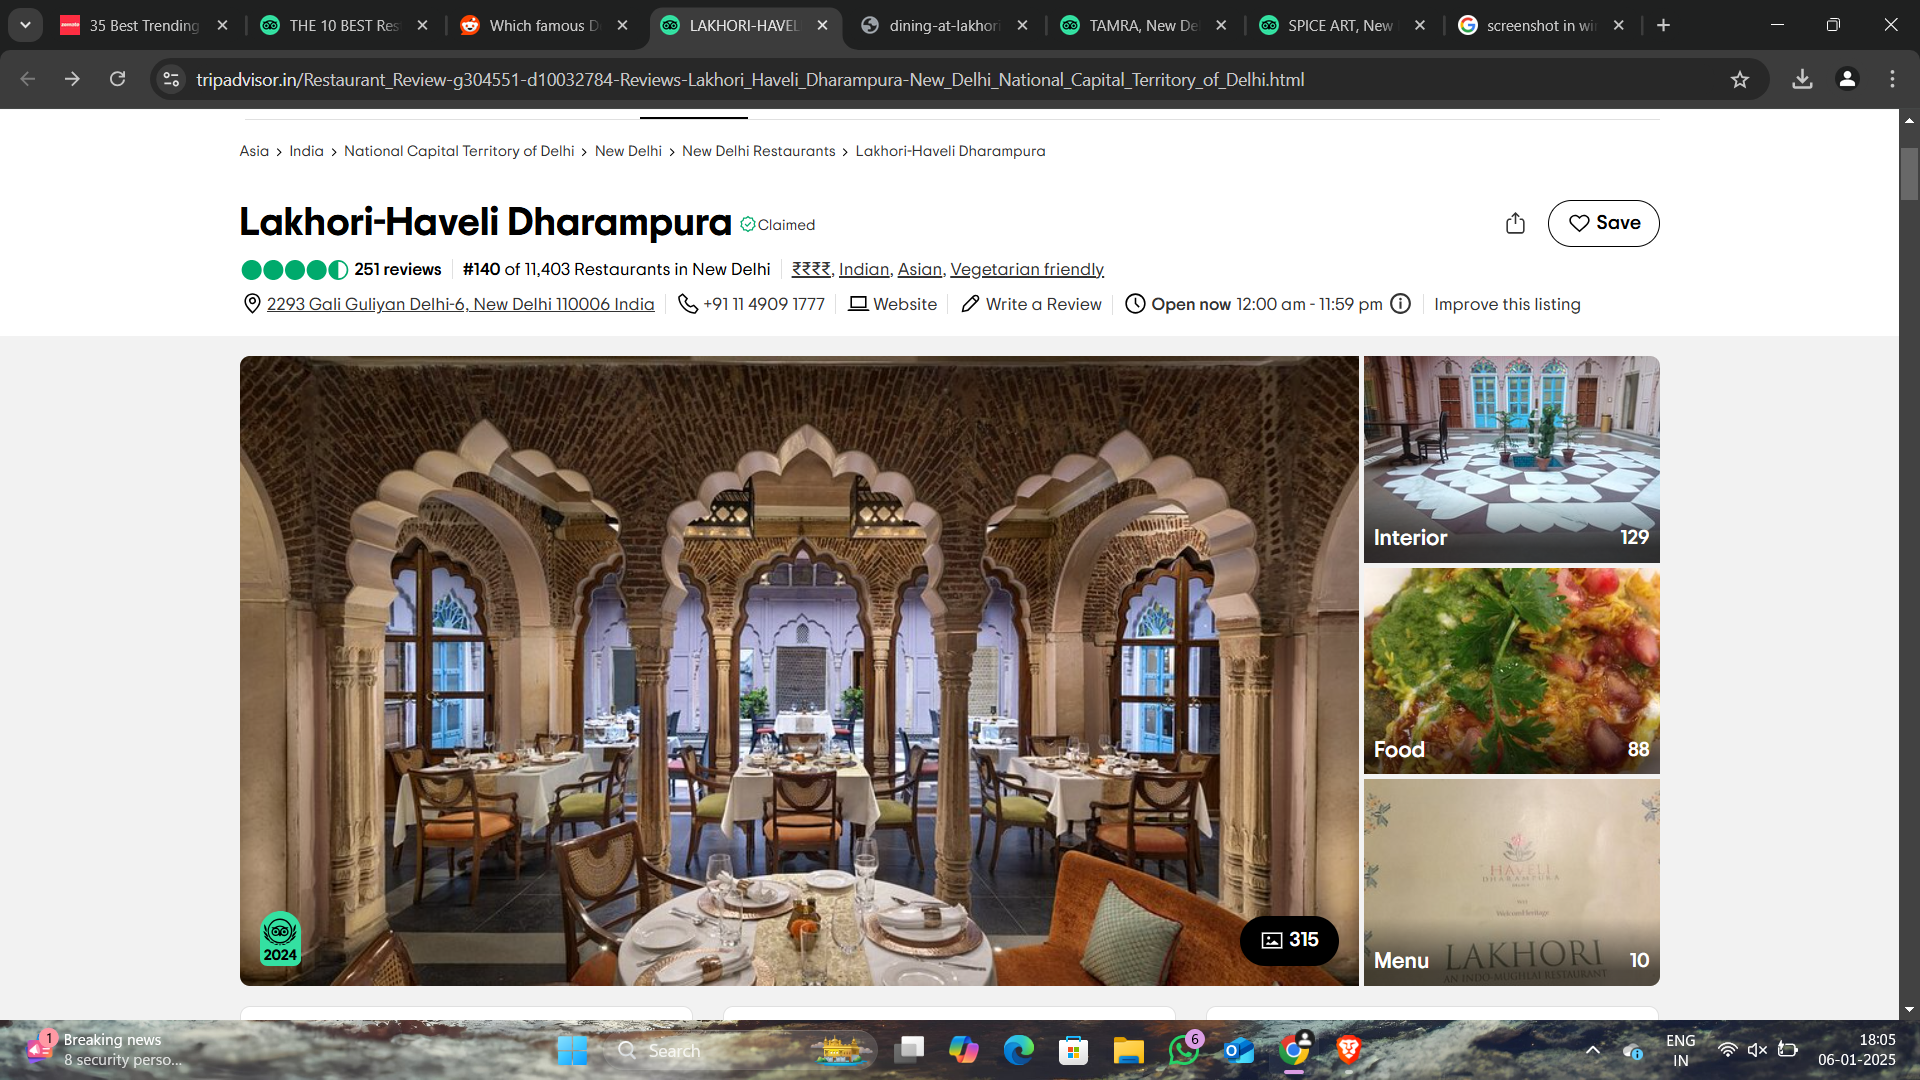 35 Best Trending
THE 10 BEST Res
Which famous D
LAKHORI-HAVEL
dining-at-lakhori
TAMRA, New De
SPICE ART, New
screenshot in wi
tripadvisor.in/Restaurant_Review-g304551-d10032784-Reviews-Lakhori_Haveli_Dharampura-New_Delhi_National_Capital_Territory_of_Delhi.html
Asia › India › National Capital Territory of Delhi › New Delhi › New Delhi Restaurants › Lakhori-Haveli Dharampura
Lakhori-Haveli Dharampura Claimed
Save
251 reviews #140 of 11,403 Restaurants in New Delhi ₹₹₹₹, Indian, Asian, Vegetarian friendly
2293 Gali Guliyan Delhi-6, New Delhi 110006 India +91 11 4909 1777 Website Write a Review Open now 12:00 am - 11:59 pm Improve this listing
Interior 129
Food 88
HAVELI
DHARAMPURA
WelcomHeritage
LAKHORI
AN INDO-MUGHLAI RESTAURANT
Menu 10
2024
315
1
Breaking news
8 security perso...
Search
6
ENG
IN
18:05
06-01-2025